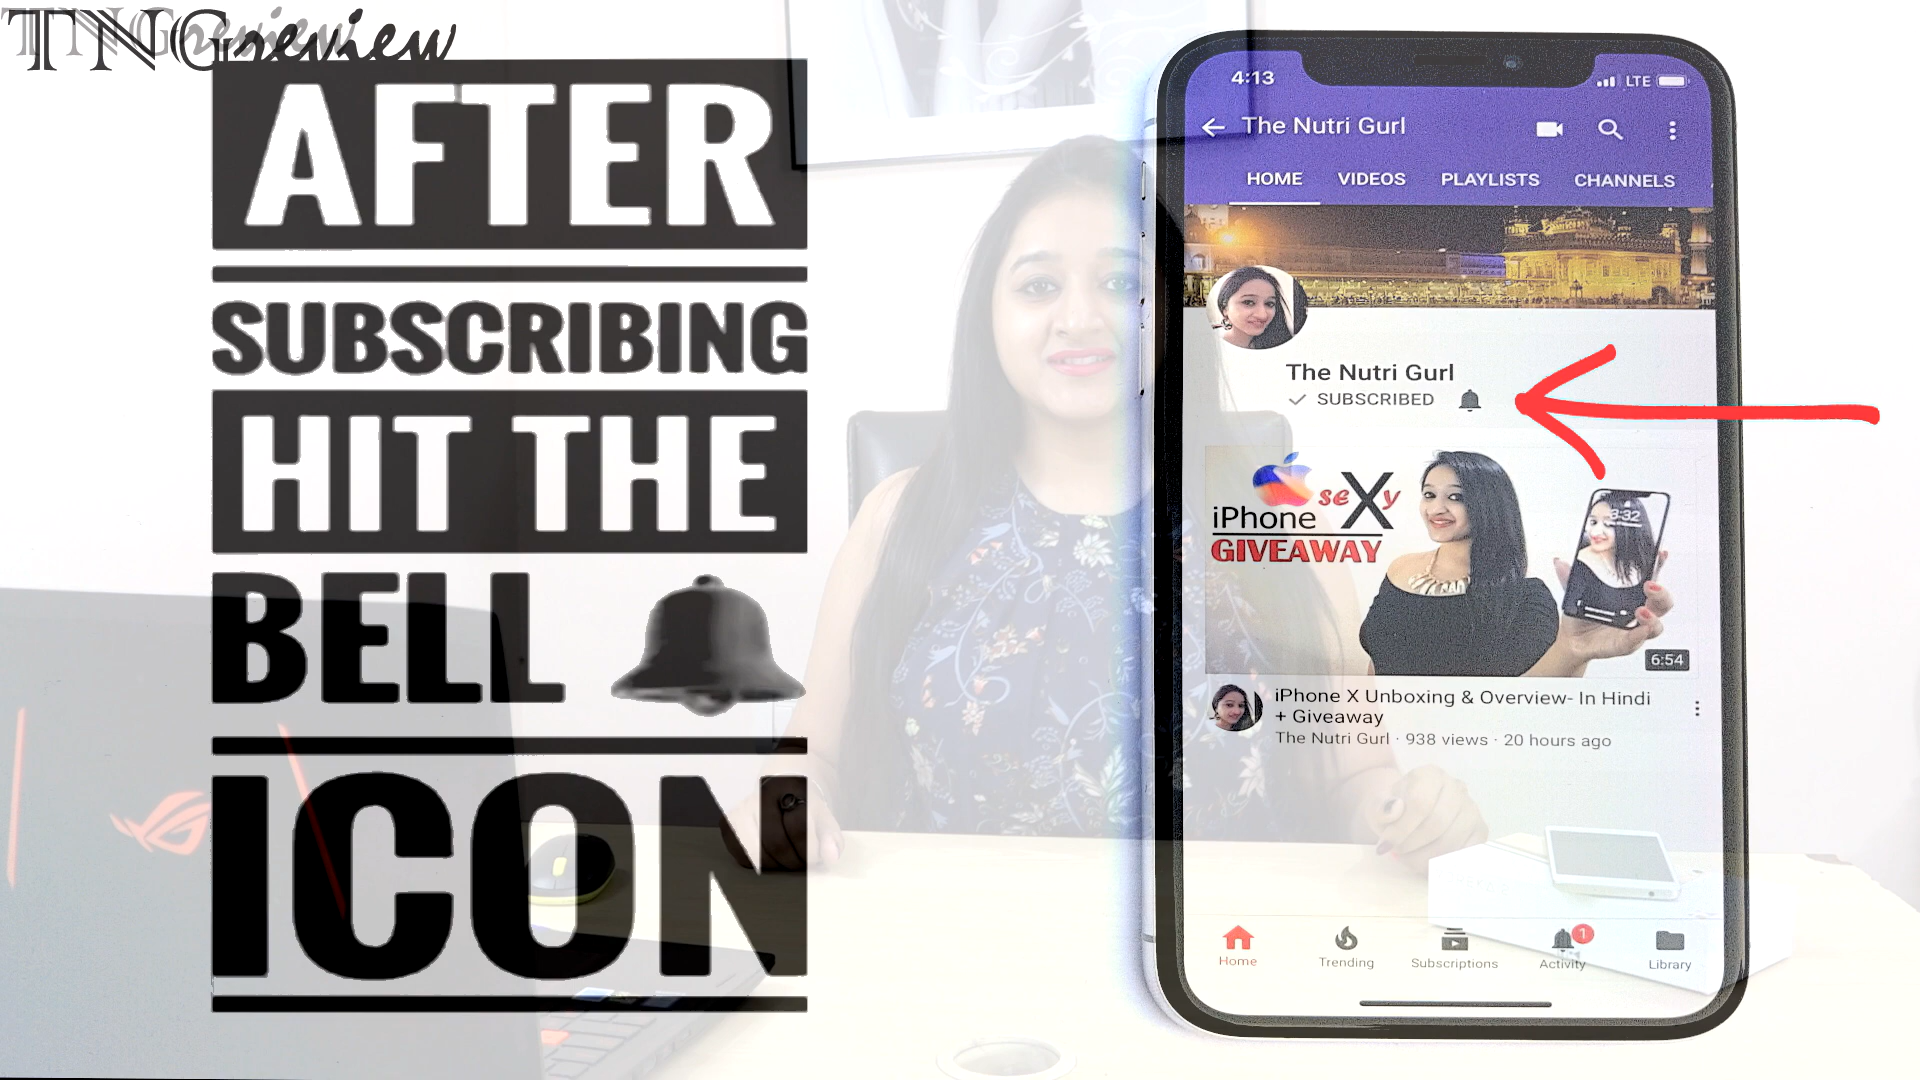 TNGreview
AFTER
SUBSCRIBING
HIT THE
BELL
ICON
4:13
LTE
The Nutri Gurl
HOME VIDEOS PLAYLISTS CHANNELS
The Nutri Gurl
SUBSCRIBED
seXy
iPhone
GIVEAWAY
3:32
6:54
iPhone X Unboxing & Overview- In Hindi
+ Giveaway
The Nutri Gurl · 938 views · 20 hours ago
1
Home Trending Subscriptions Activity Library